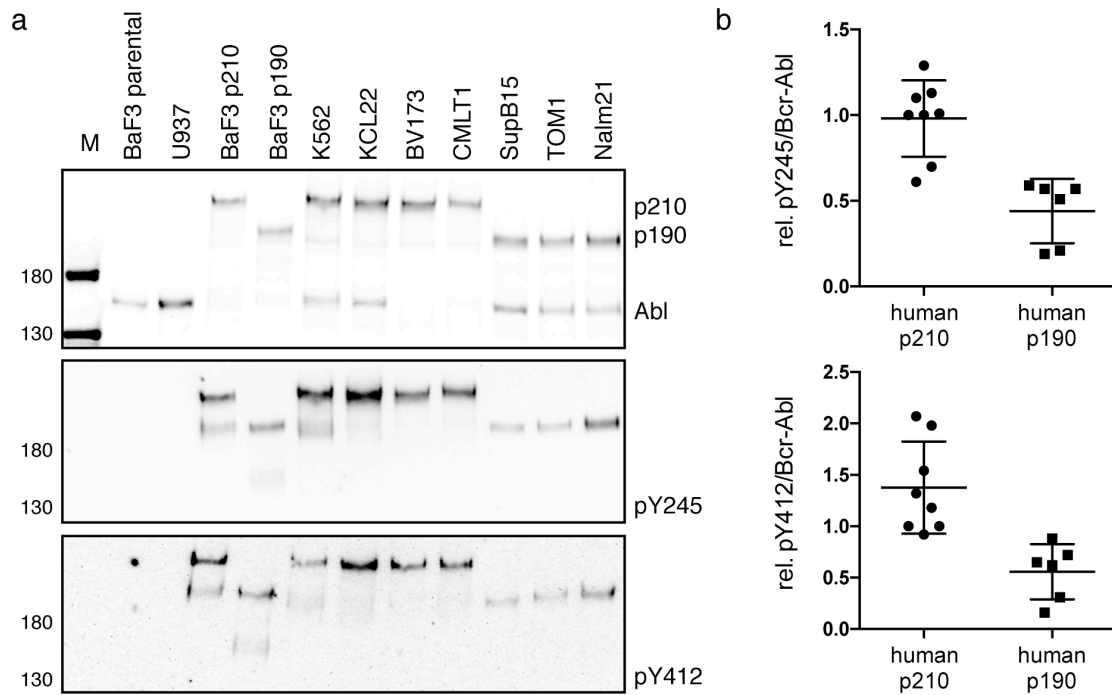 a
M
BaF3 parental
U937
BaF3 p210
BaF3 p190
K562
KCL22
BV173
CMLT1
SupB15
TOM1
Nalm21
p210
p190
Abl
180
130
pY245
180
130
pY412
180
130
b
rel. pY245/Bcr-Abl
1.5
1.0
0.5
0.0
human
p210
human
p190
rel. pY412/Bcr-Abl
2.5
2.0
1.5
1.0
0.5
0.0
human
p210
human
p190